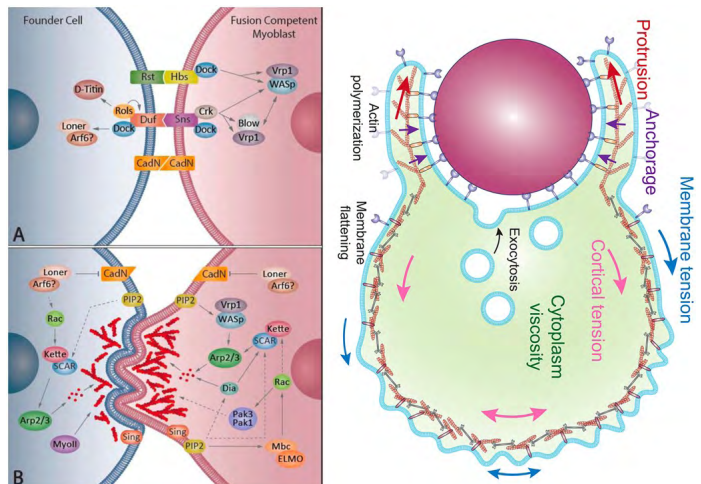 Founder Cell
Fusion Competent
Myoblast
Rst
Hbs
Dock
Vrp1
WASp
D-Titin
Rols
Crk
Duf
Sns
Blow
Loner
Arf6?
Dock
Dock
Vrp1
CadN
CadN
A
Loner
Arf6?
CadN
CadN
Loner
Arf6?
PIP2
PIP2
Vrp1
WASp
Rac
Kette
SCAR
Kette
SCAR
Arp2/3
Dia
Rac
Arp2/3
Pak3
Pak1
MyoII
Sing
Sing
PIP2
Mbc
ELMO
B
Protrusion
Anchorage
Actin
polymerization
Membrane
flattening
Exocytosis
Membrane tension
Cortical tension
Cytoplasm
viscosity